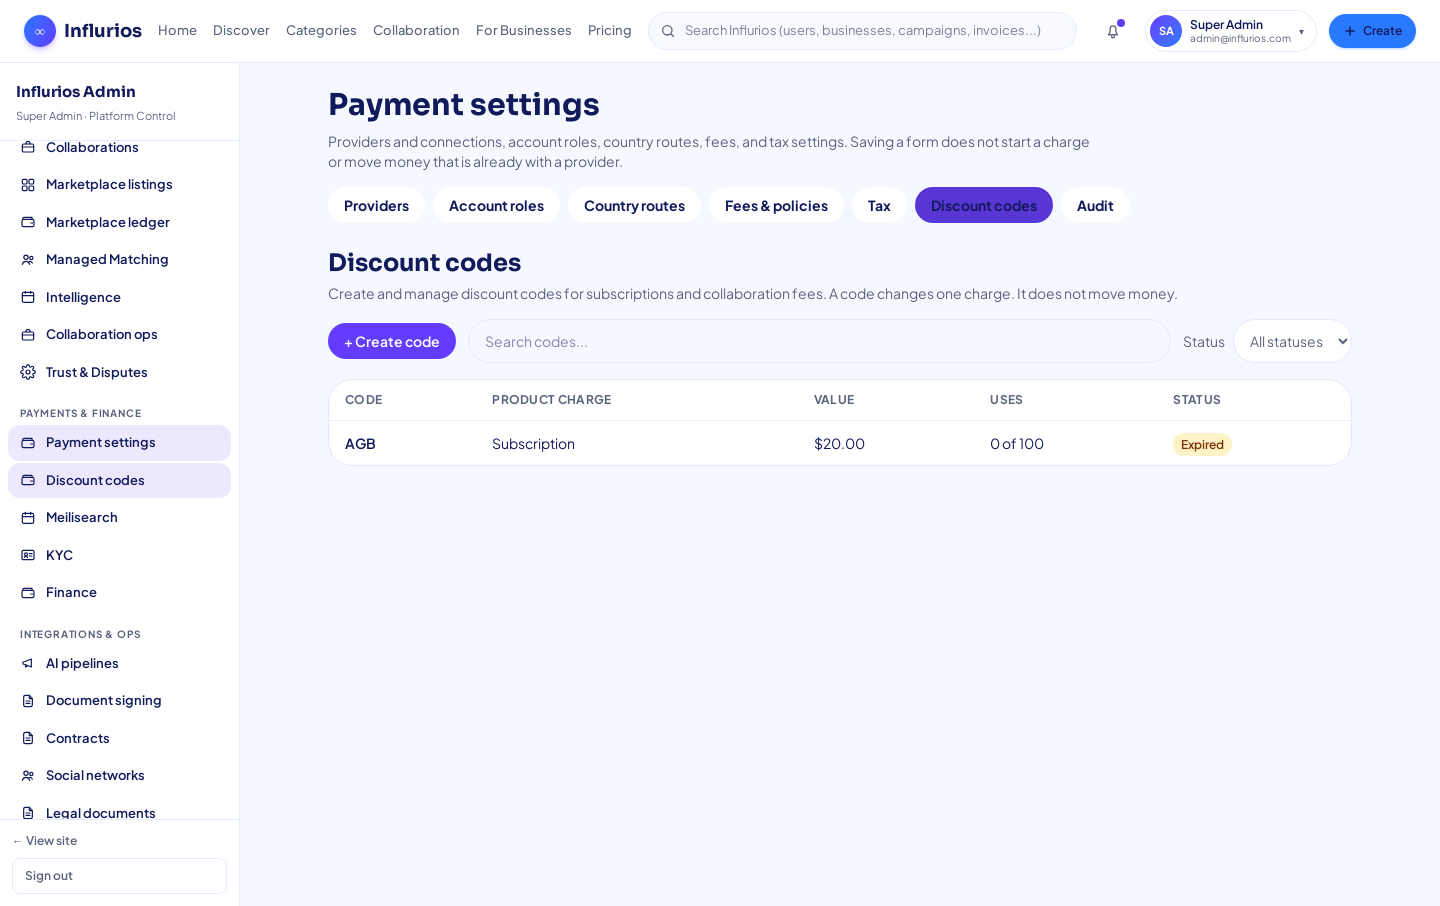 ∞ Influrios Home Discover Categories Collaboration For Businesses Pricing Search Influrios (users, businesses, campaigns, invoices...) SA Super Admin ▾ + Create
admin@influrios.com
Influrios Admin
Super Admin · Platform Control
Collaborations
Marketplace listings
Marketplace ledger
Managed Matching
Intelligence
Collaboration ops
Trust & Disputes
PAYMENTS & FINANCE
Payment settings
Discount codes
Meilisearch
KYC
Finance
INTEGRATIONS & OPS
AI pipelines
Document signing
Contracts
Social networks
Legal documents
← View site
Sign out
Payment settings
Providers and connections, account roles, country routes, fees, and tax settings. Saving a form does not start a charge
or move money that is already with a provider.
Providers Account roles Country routes Fees & policies Tax Discount codes Audit
Discount codes
Create and manage discount codes for subscriptions and collaboration fees. A code changes one charge. It does not move money.
+ Create code Search codes... Status All statuses
CODE PRODUCT CHARGE VALUE USES STATUS
AGB Subscription $20.00 0 of 100 Expired